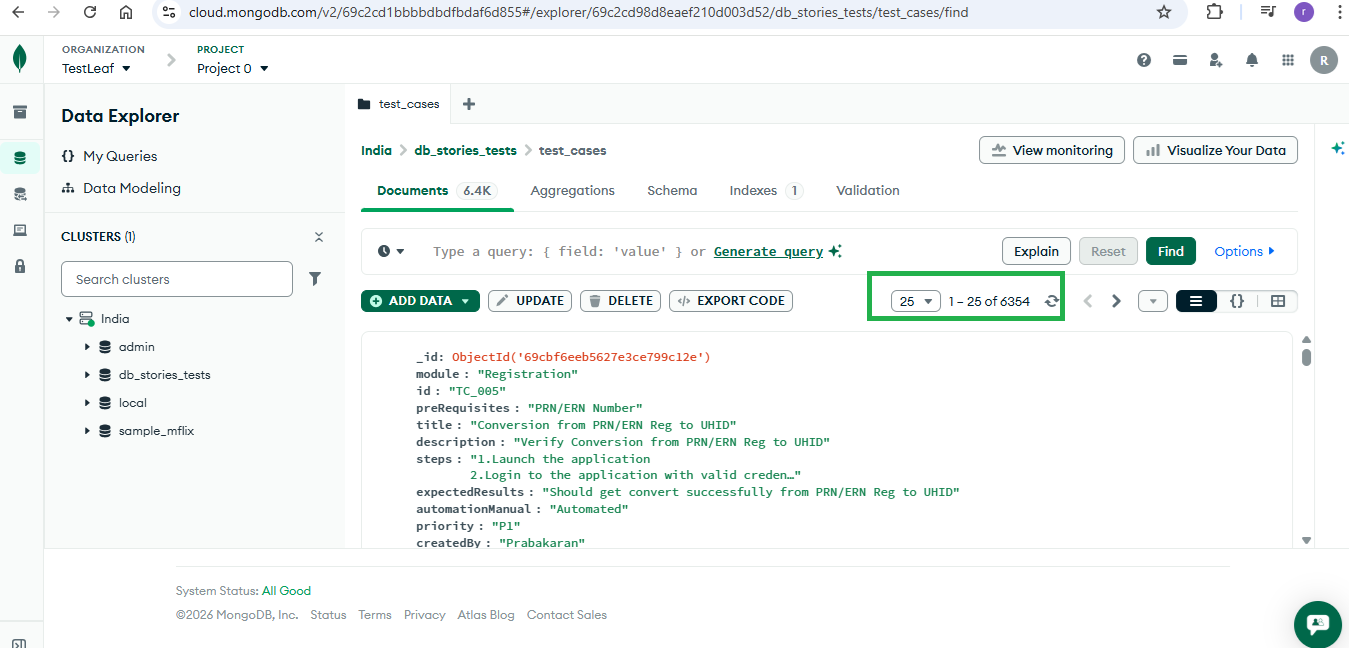 cloud.mongodb.com/v2/69c2cd1bbbbdbdfbdaf6d855#/explorer/69c2cd98d8eaef210d003d52/db_stories_tests/test_cases/find
r
ORGANIZATION
TestLeaf
PROJECT
Project 0
R
Data Explorer
My Queries
Data Modeling
CLUSTERS (1)
Search clusters
India
admin
db_stories_tests
local
sample_mflix
test_cases
India > db_stories_tests > test_cases
View monitoring
Visualize Your Data
Documents 6.4K Aggregations Schema Indexes 1 Validation
Type a query: { field: 'value' } or Generate query
Explain Reset Find Options
ADD DATA UPDATE DELETE EXPORT CODE
25 1 – 25 of 6354
{}
_id: ObjectId('69cbf6eeb5627e3ce799c12e')
module : "Registration"
id : "TC_005"
preRequisites : "PRN/ERN Number"
title : "Conversion from PRN/ERN Reg to UHID"
description : "Verify Conversion from PRN/ERN Reg to UHID"
steps : "1.Launch the application
2.Login to the application with valid creden…"
expectedResults : "Should get convert successfully from PRN/ERN Reg to UHID"
automationManual : "Automated"
priority : "P1"
createdBy : "Prabakaran"
System Status: All Good
©2026 MongoDB, Inc. Status Terms Privacy Atlas Blog Contact Sales